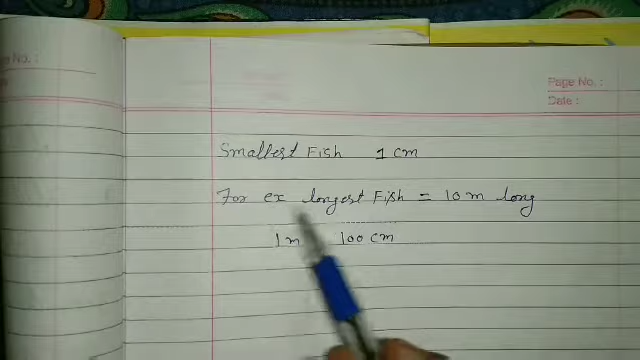 Page No. :
Date :
Smallest Fish 1 cm
For ex longest Fish = 10 m long
1 m 100 cm